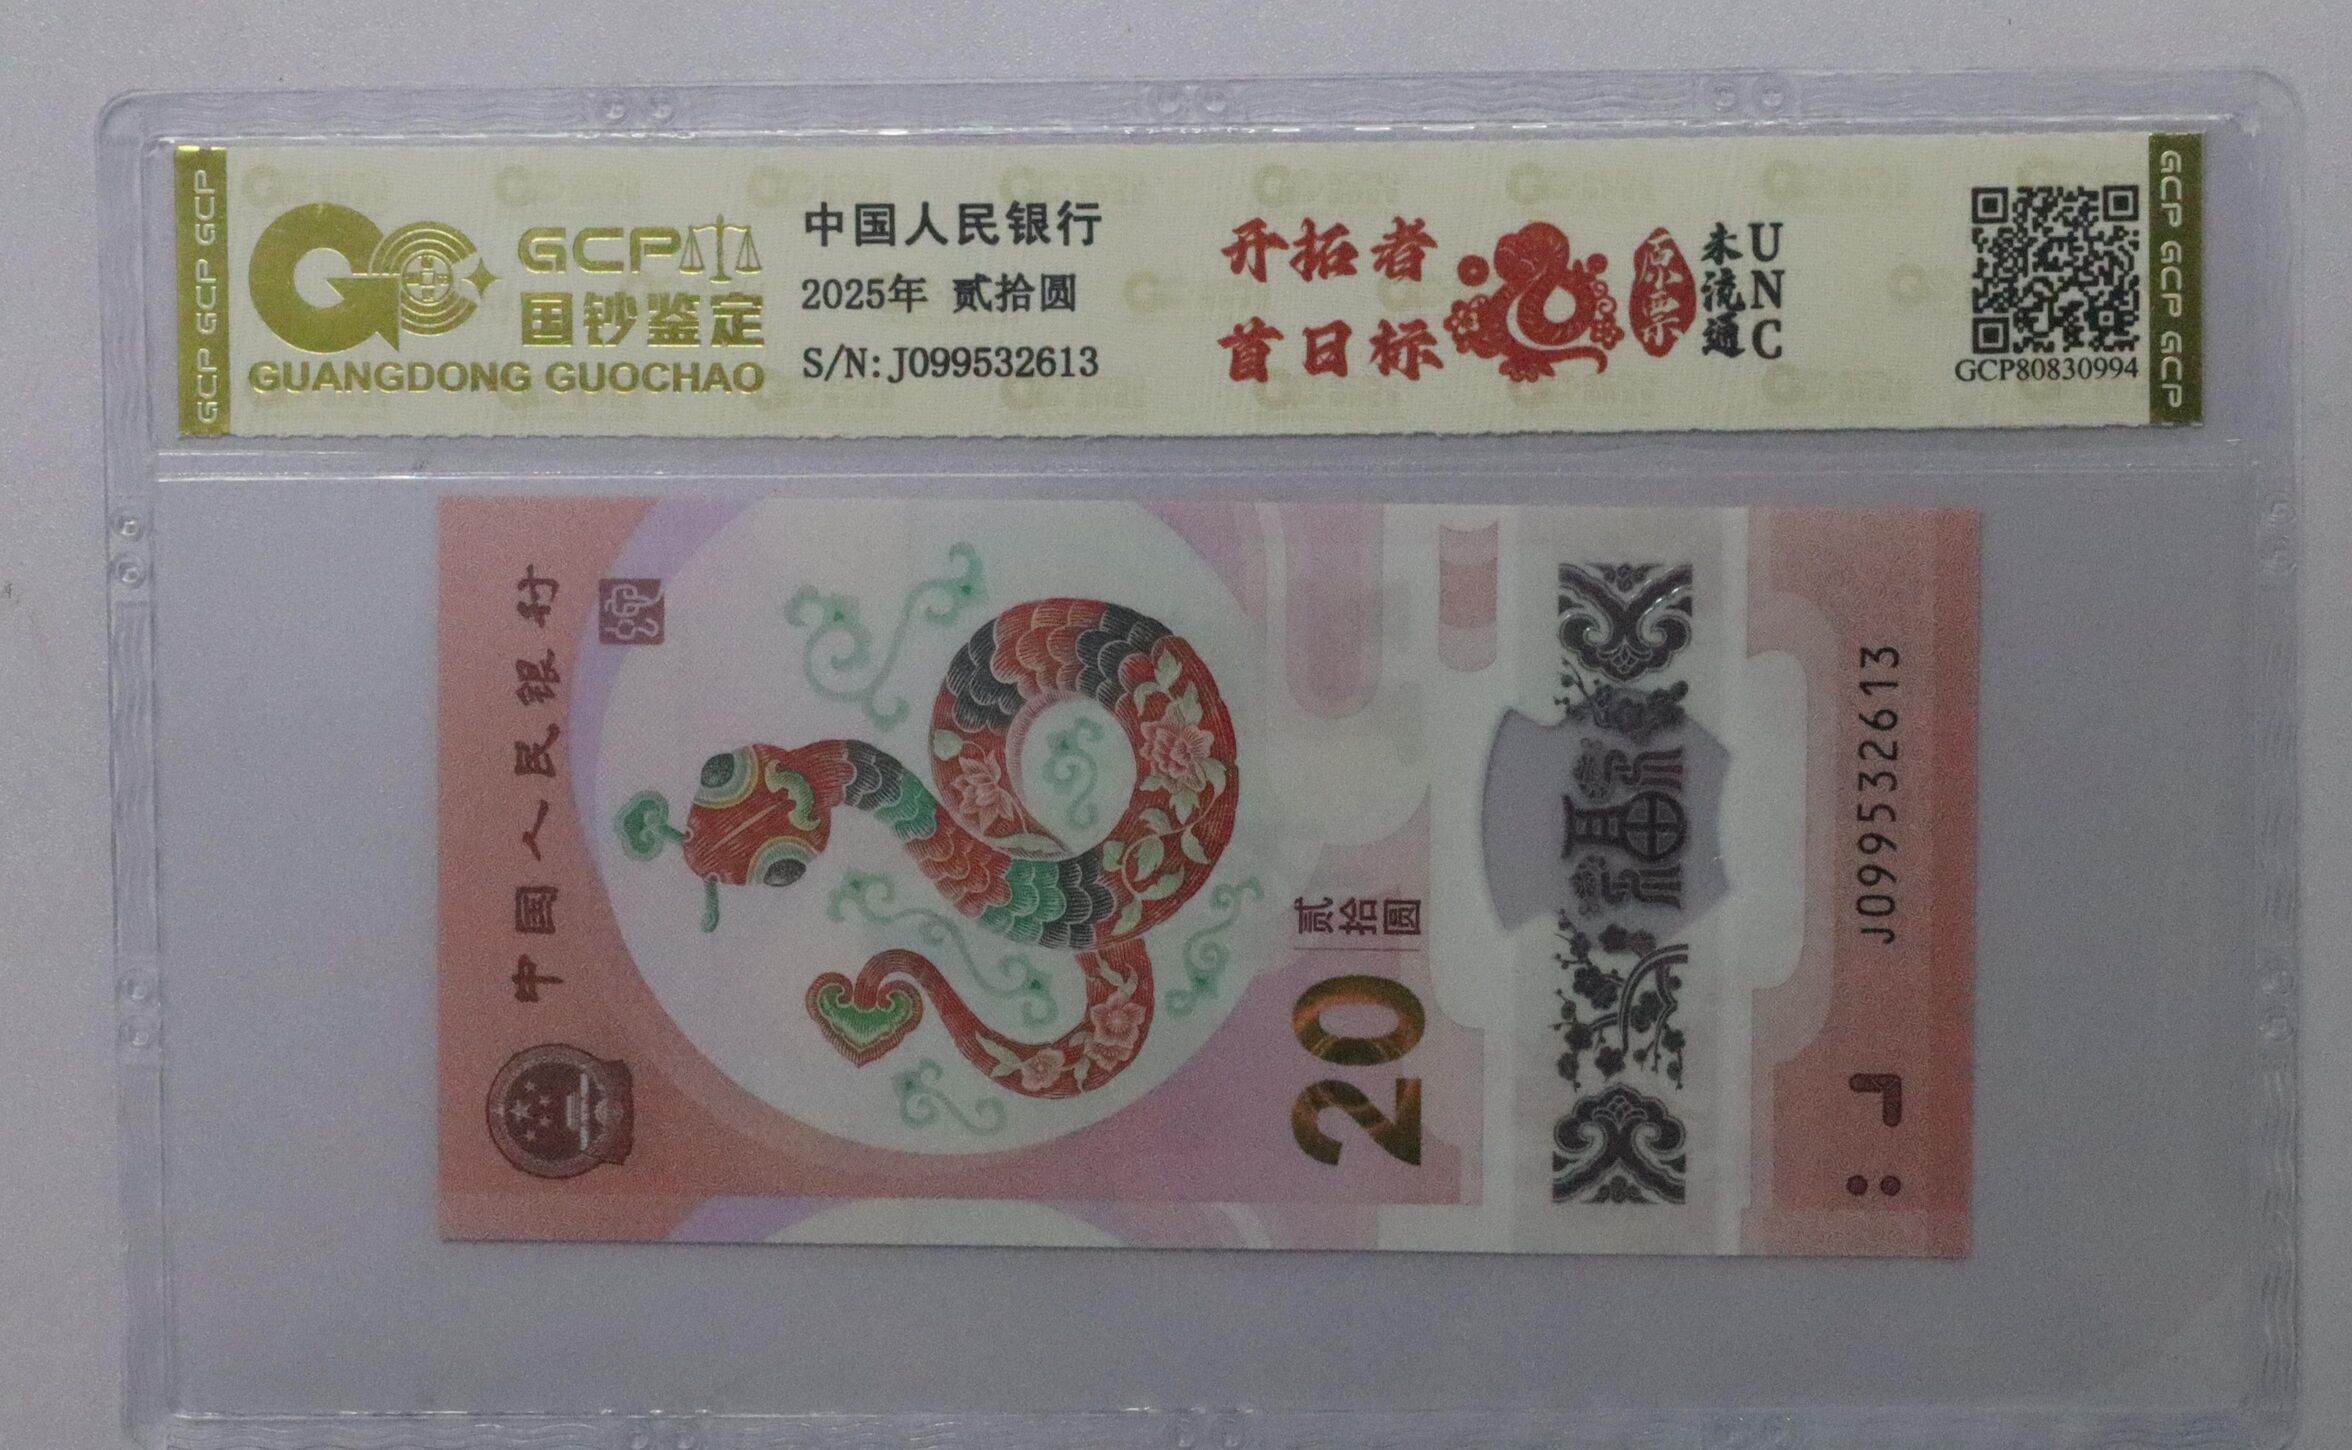 GCP GCP GCP
GCP
国钞鉴定
GUANGDONG GUOCHAO
中国人民银行
2025年 贰拾圆
S/N: J099532613
开拓者
首日标
原票
未流通
UNC
GCP80830994
GCP GCP GCP
中国人民银行
贰拾圆
20
福
J099532613